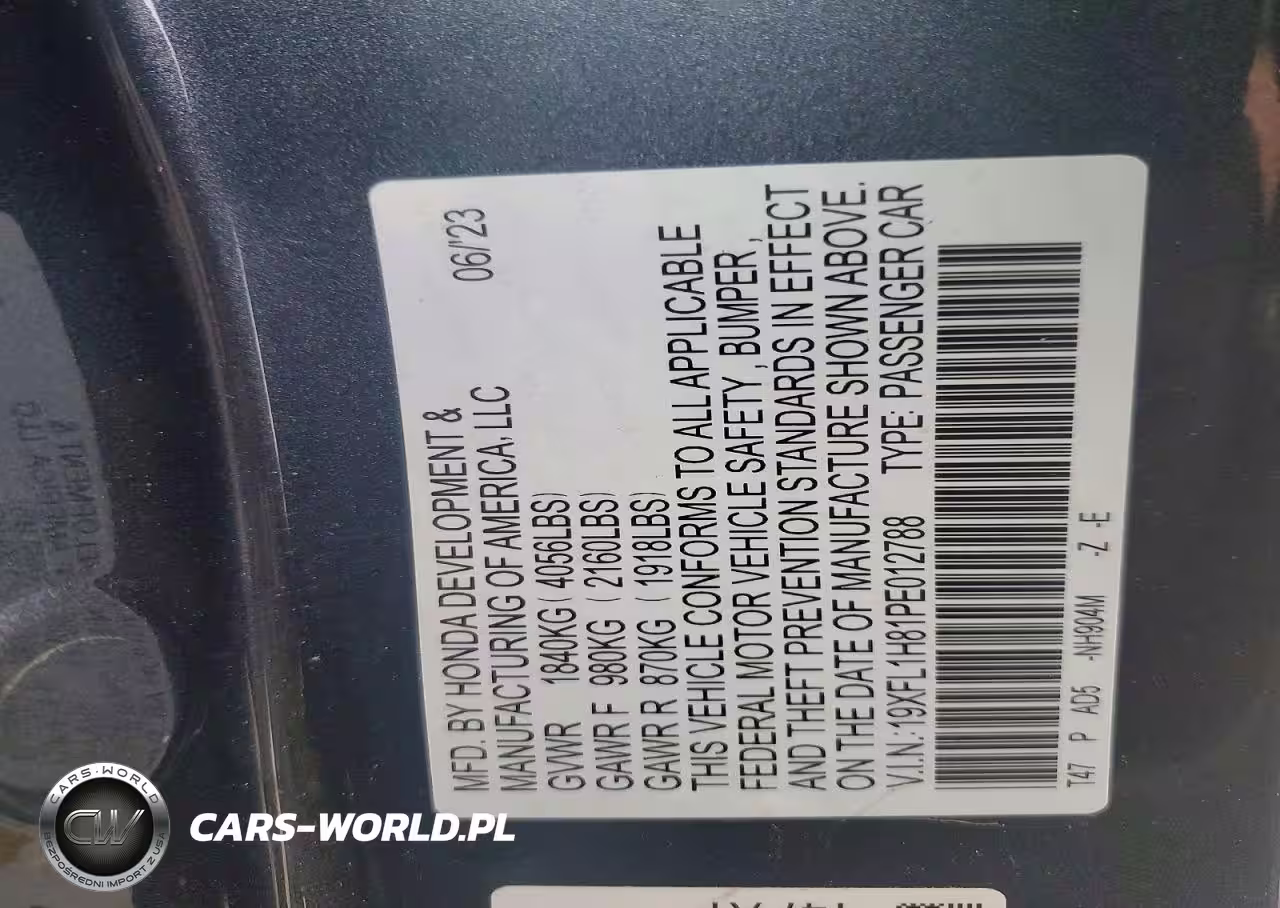 MFD. BY HONDA DEVELOPMENT &
MANUFACTURING OF AMERICA, LLC 06/'23
GVWR 1840KG ( 4056LBS)
GAWR F 980KG ( 2160LBS)
GAWR R 870KG ( 1918LBS)
THIS VEHICLE CONFORMS TO ALL APPLICABLE
FEDERAL MOTOR VEHICLE SAFETY , BUMPER ,
AND THEFT PREVENTION STANDARDS IN EFFECT
ON THE DATE OF MANUFACTURE SHOWN ABOVE.
V.I.N.: 19XFL1H81PE012788 TYPE: PASSENGER CAR
T47 P AD5 -NH904M -Z -E
CARS-WORLD
CW
BEZPOŚREDNI IMPORT Z USA
CARS-WORLD.PL